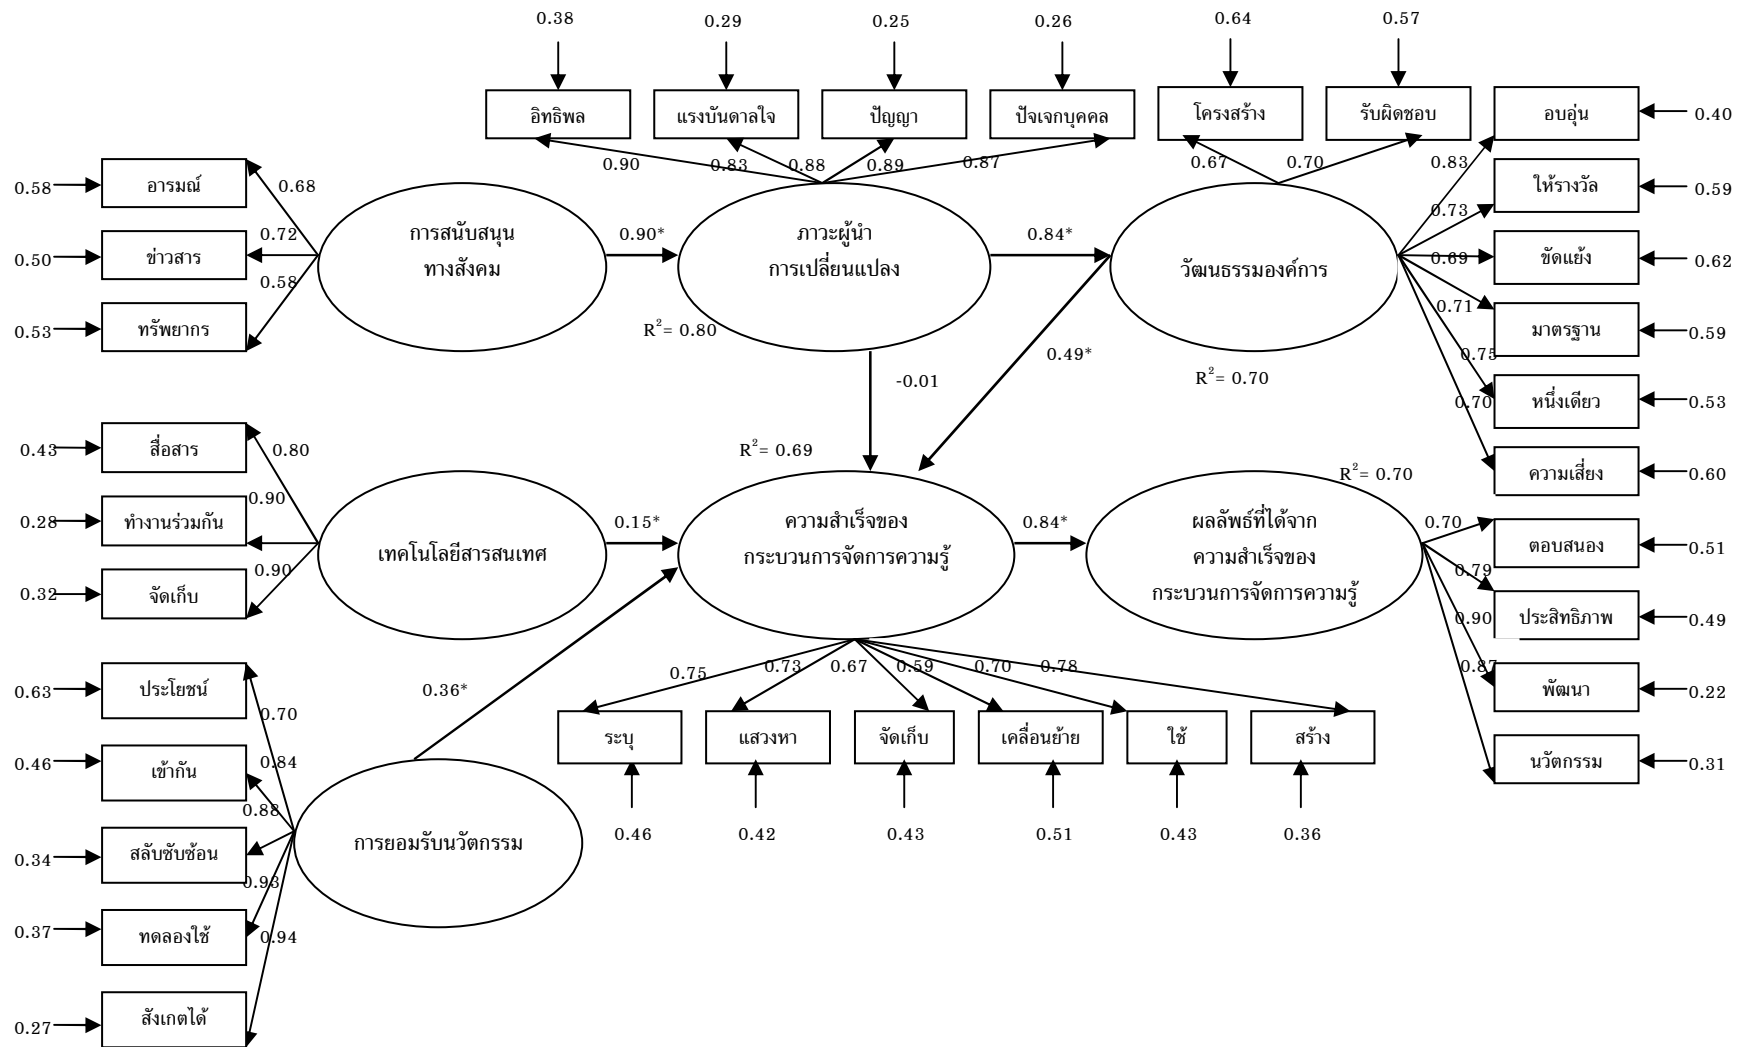 0.38
0.29
0.25
0.26
0.64
0.57
อิทธิพล
แรงบันดาลใจ
ปัญญา
ปัจเจกบุคคล
โครงสร้าง
รับผิดชอบ
อบอุ่น
0.40
0.90
0.83
0.88
0.89
0.87
0.67
0.70
0.83
0.58
อารมณ์
0.68
ให้รางวัล
0.59
0.73
0.50
ข่าวสาร
0.72
การสนับสนุน
ทางสังคม
0.90*
ภาวะผู้นำ
การเปลี่ยนแปลง
0.84*
วัฒนธรรมองค์การ
0.69
ขัดแย้ง
0.62
0.58
0.53
ทรัพยากร
R²= 0.80
0.71
มาตรฐาน
0.59
0.49*
0.75
-0.01
R²= 0.70
0.70
หนึ่งเดียว
0.53
0.43
สื่อสาร
0.80
R²= 0.69
R²= 0.70
ความเสี่ยง
0.60
0.90
0.28
ทำงานร่วมกัน
เทคโนโลยีสารสนเทศ
0.15*
ความสำเร็จของ
กระบวนการจัดการความรู้
0.84*
ผลลัพธ์ที่ได้จาก
ความสำเร็จของ
กระบวนการจัดการความรู้
0.70
ตอบสนอง
0.51
0.90
0.32
จัดเก็บ
0.79
0.90
ประสิทธิภาพ
0.49
0.87
0.63
ประโยชน์
0.70
0.36*
0.75
0.73
0.67
0.59
0.70
0.78
พัฒนา
0.22
ระบุ
แสวงหา
จัดเก็บ
เคลื่อนย้าย
ใช้
สร้าง
นวัตกรรม
0.31
0.46
เข้ากัน
0.84
0.88
0.46
0.42
0.43
0.51
0.43
0.36
0.34
สลับซับซ้อน
การยอมรับนวัตกรรม
0.93
0.37
ทดลองใช้
0.94
0.27
สังเกตได้